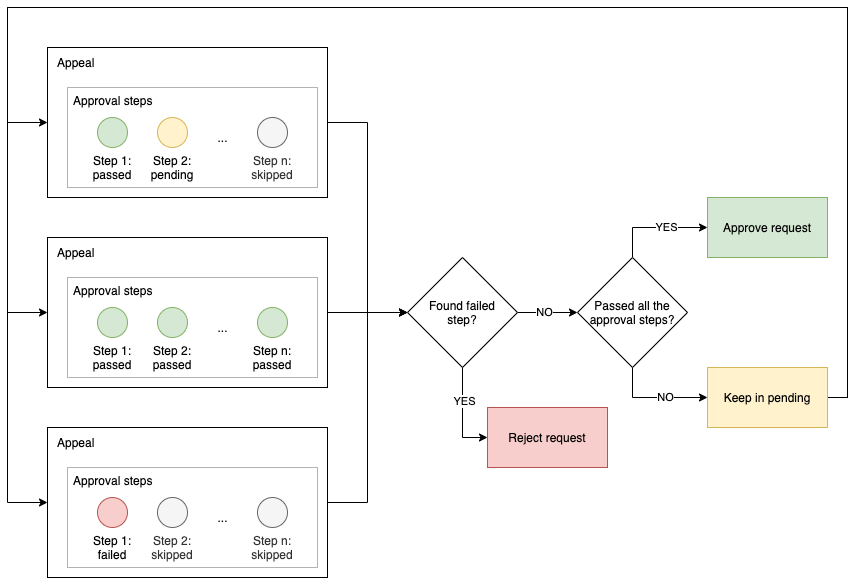 Appeal
Approval steps
...
Step 1:
passed
Step 2:
pending
Step n:
skipped
Appeal
Approval steps
...
Step 1:
passed
Step 2:
passed
Step n:
passed
Appeal
Approval steps
...
Step 1:
failed
Step 2:
skipped
Step n:
skipped
Found failed
step?
NO
YES
Reject request
Passed all the
approval steps?
YES
Approve request
NO
Keep in pending